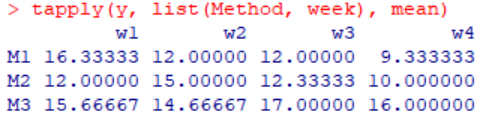 > tapply(y, list(Method, week), mean)
w1 w2 w3 w4
M1 16.33333 12.00000 12.00000 9.333333
M2 12.00000 15.00000 12.33333 10.000000
M3 15.66667 14.66667 17.00000 16.000000